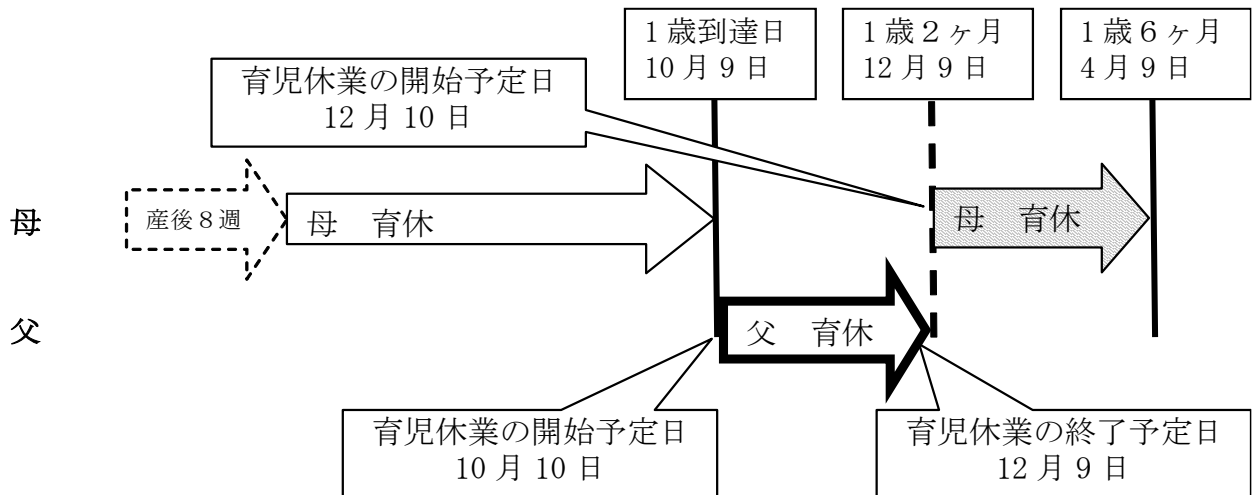 1歳到達日
10月9日
1歳2ヶ月
12月9日
1歳6ヶ月
4月9日
育児休業の開始予定日
12月10日
母
産後8週
母 育休
母 育休
父
父 育休
育児休業の開始予定日
10月10日
育児休業の終了予定日
12月9日